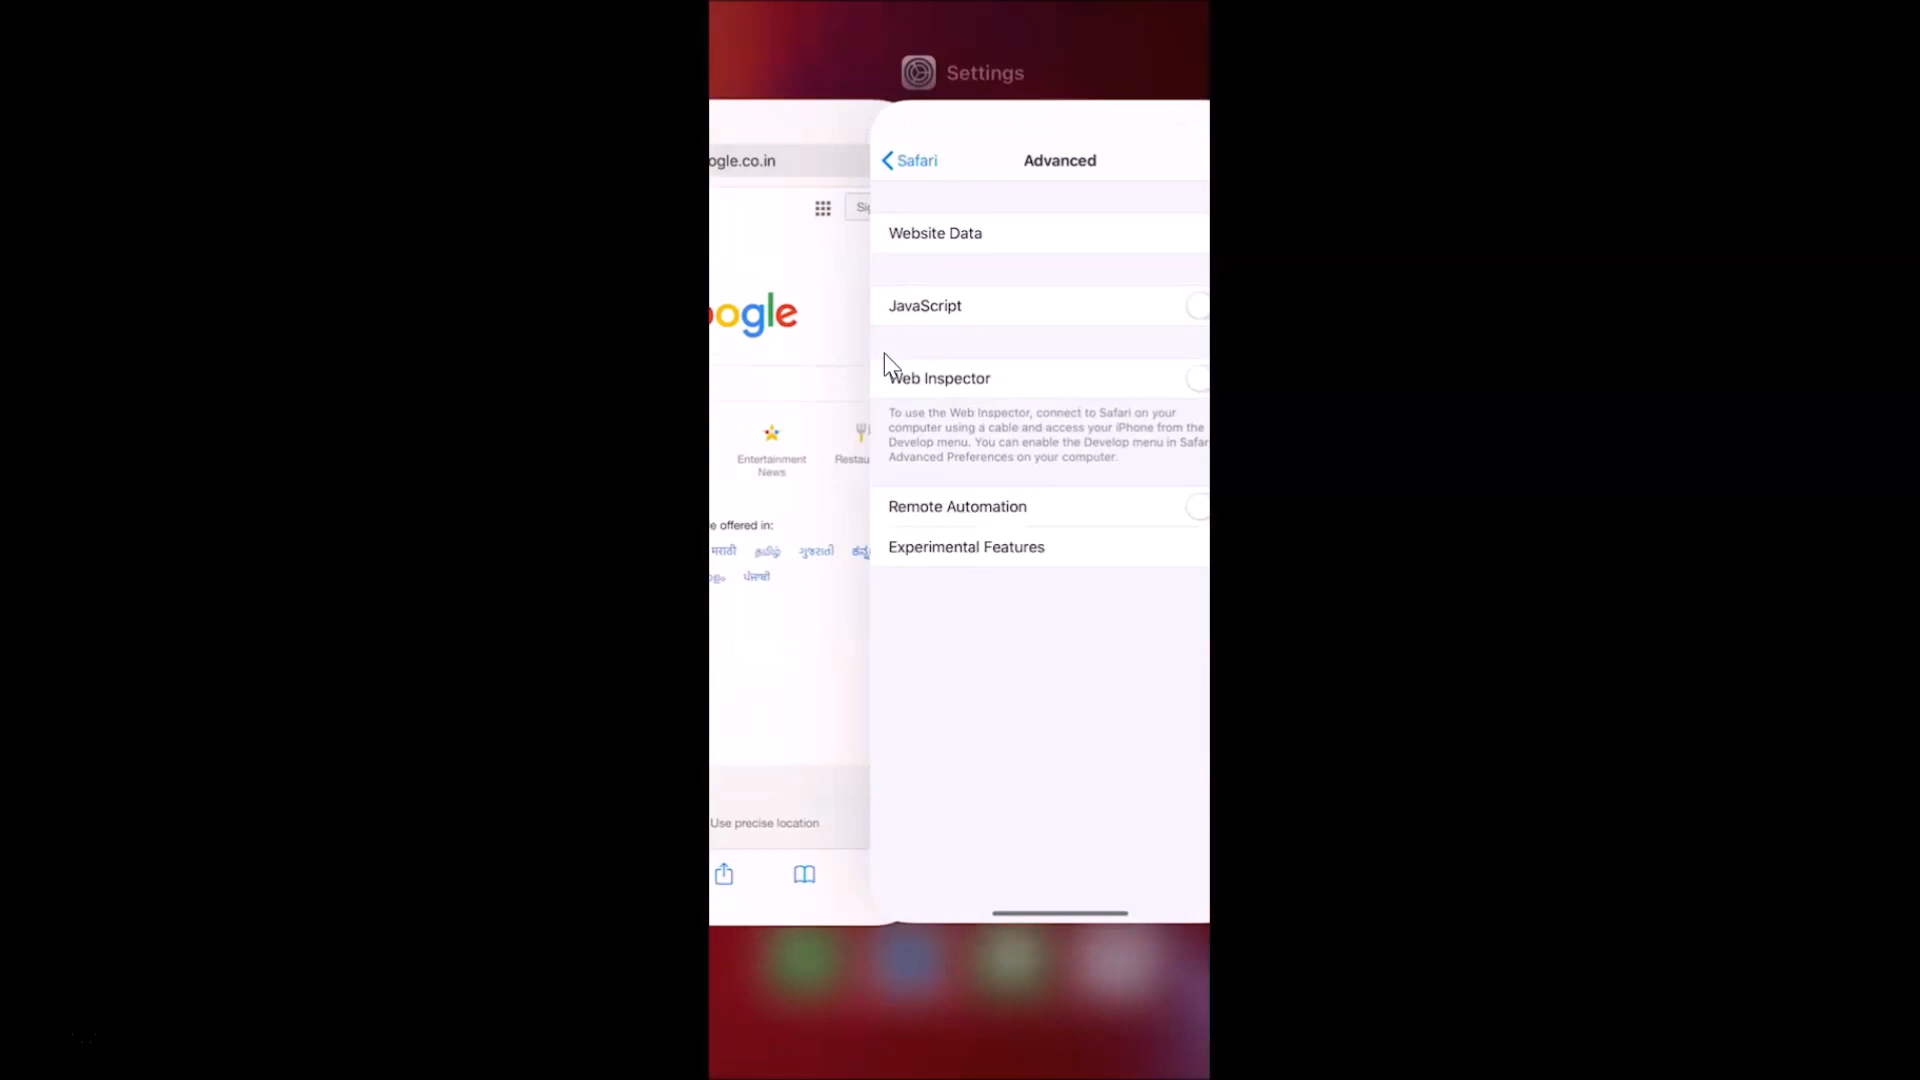 Settings
ogle.co.in
Safari
Advanced
Website Data
ogle
JavaScript
Web Inspector
To use the Web Inspector, connect to Safari on your
computer using a cable and access your iPhone from the
Develop menu. You can enable the Develop menu in Safar
Advanced Preferences on your computer.
Entertainment
News
Restau
Remote Automation
e offered in:
Experimental Features
मराठी தமிழ் ગુજરાતી ಕನ್ನ
ਪੰਜਾਬੀ
Use precise location